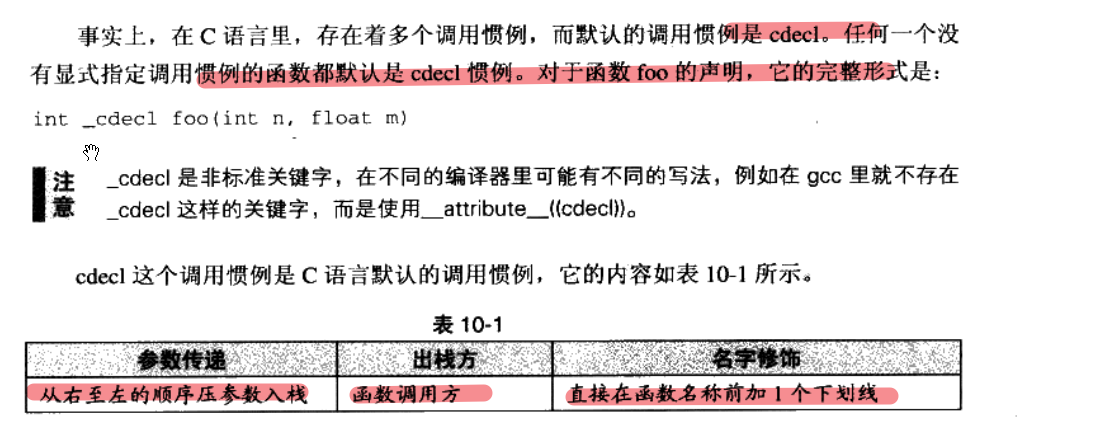 事实上，在 C 语言里，存在着多个调用惯例，而默认的调用惯例是 cdecl。任何一个没
有显式指定调用惯例的函数都默认是 cdecl 惯例。对于函数 foo 的声明，它的完整形式是：
int _cdecl foo(int n, float m)
注意 _cdecl 是非标准关键字，在不同的编译器里可能有不同的写法，例如在 gcc 里就不存在
_cdecl 这样的关键字，而是使用__attribute__((cdecl))。
cdecl 这个调用惯例是 C 语言默认的调用惯例，它的内容如表 10-1 所示。
表 10-1
参数传递 出栈方 名字修饰
从右至左的顺序压参数入栈 函数调用方 直接在函数名称前加 1 个下划线